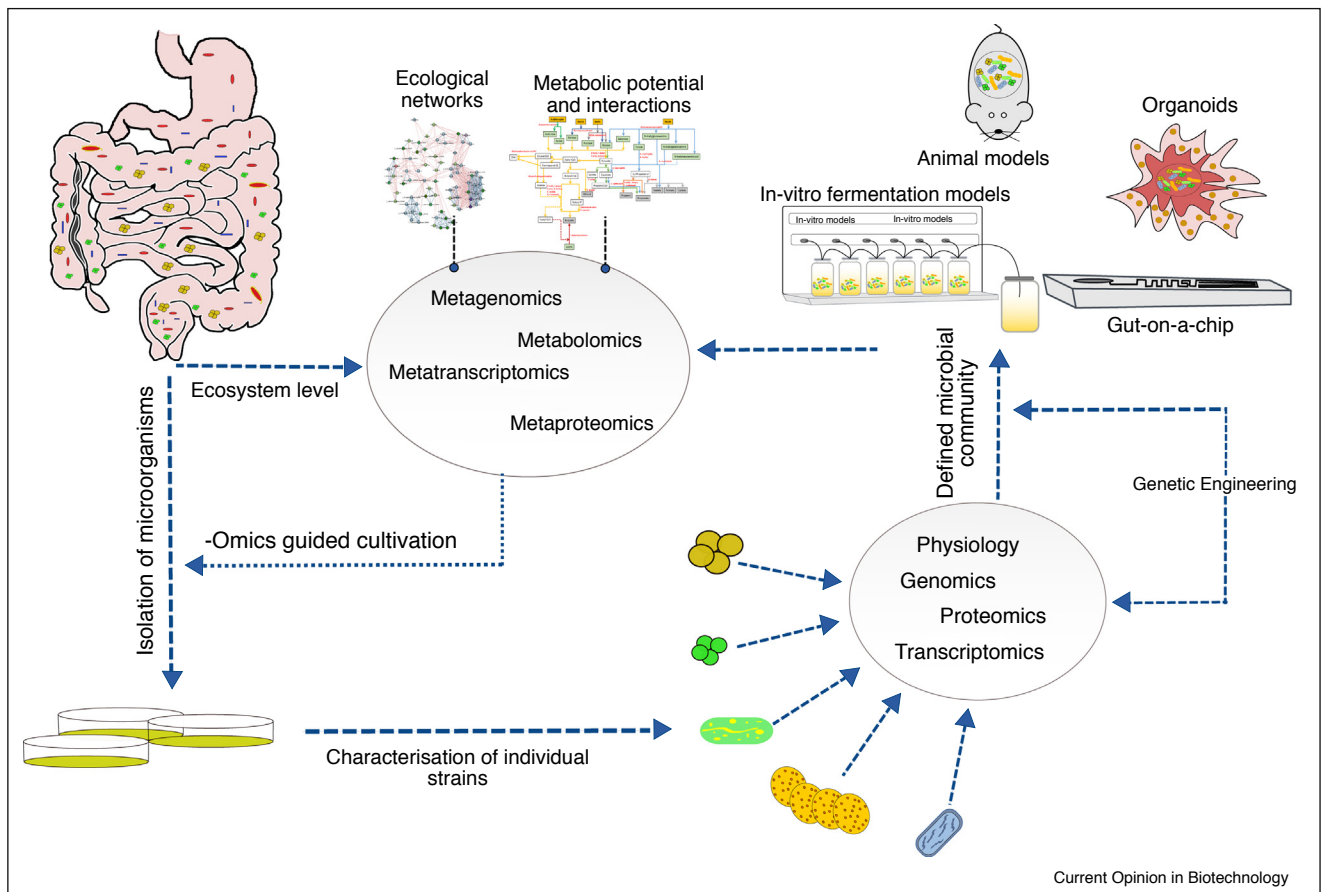 Ecological
networks
Metabolic potential
and interactions
Animal models
Organoids
In-vitro fermentation models
In-vitro models
In-vitro models
Gut-on-a-chip
Metagenomics
Metabolomics
Metatranscriptomics
Metaproteomics
Ecosystem level
Isolation of microorganisms
-Omics guided cultivation
Defined microbial
community
Genetic Engineering
Physiology
Genomics
Proteomics
Transcriptomics
Characterisation of individual
strains
Current Opinion in Biotechnology